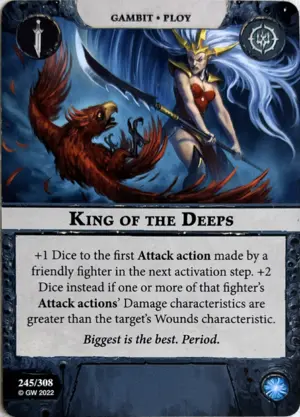 GAMBIT • PLOY
KING OF THE DEEPS
+1 Dice to the first Attack action made by a
friendly fighter in the next activation step. +2
Dice instead if one or more of that fighter's
Attack actions' Damage characteristics are
greater than the target's Wounds characteristic.
Biggest is the best. Period.
245/308
© GW 2022